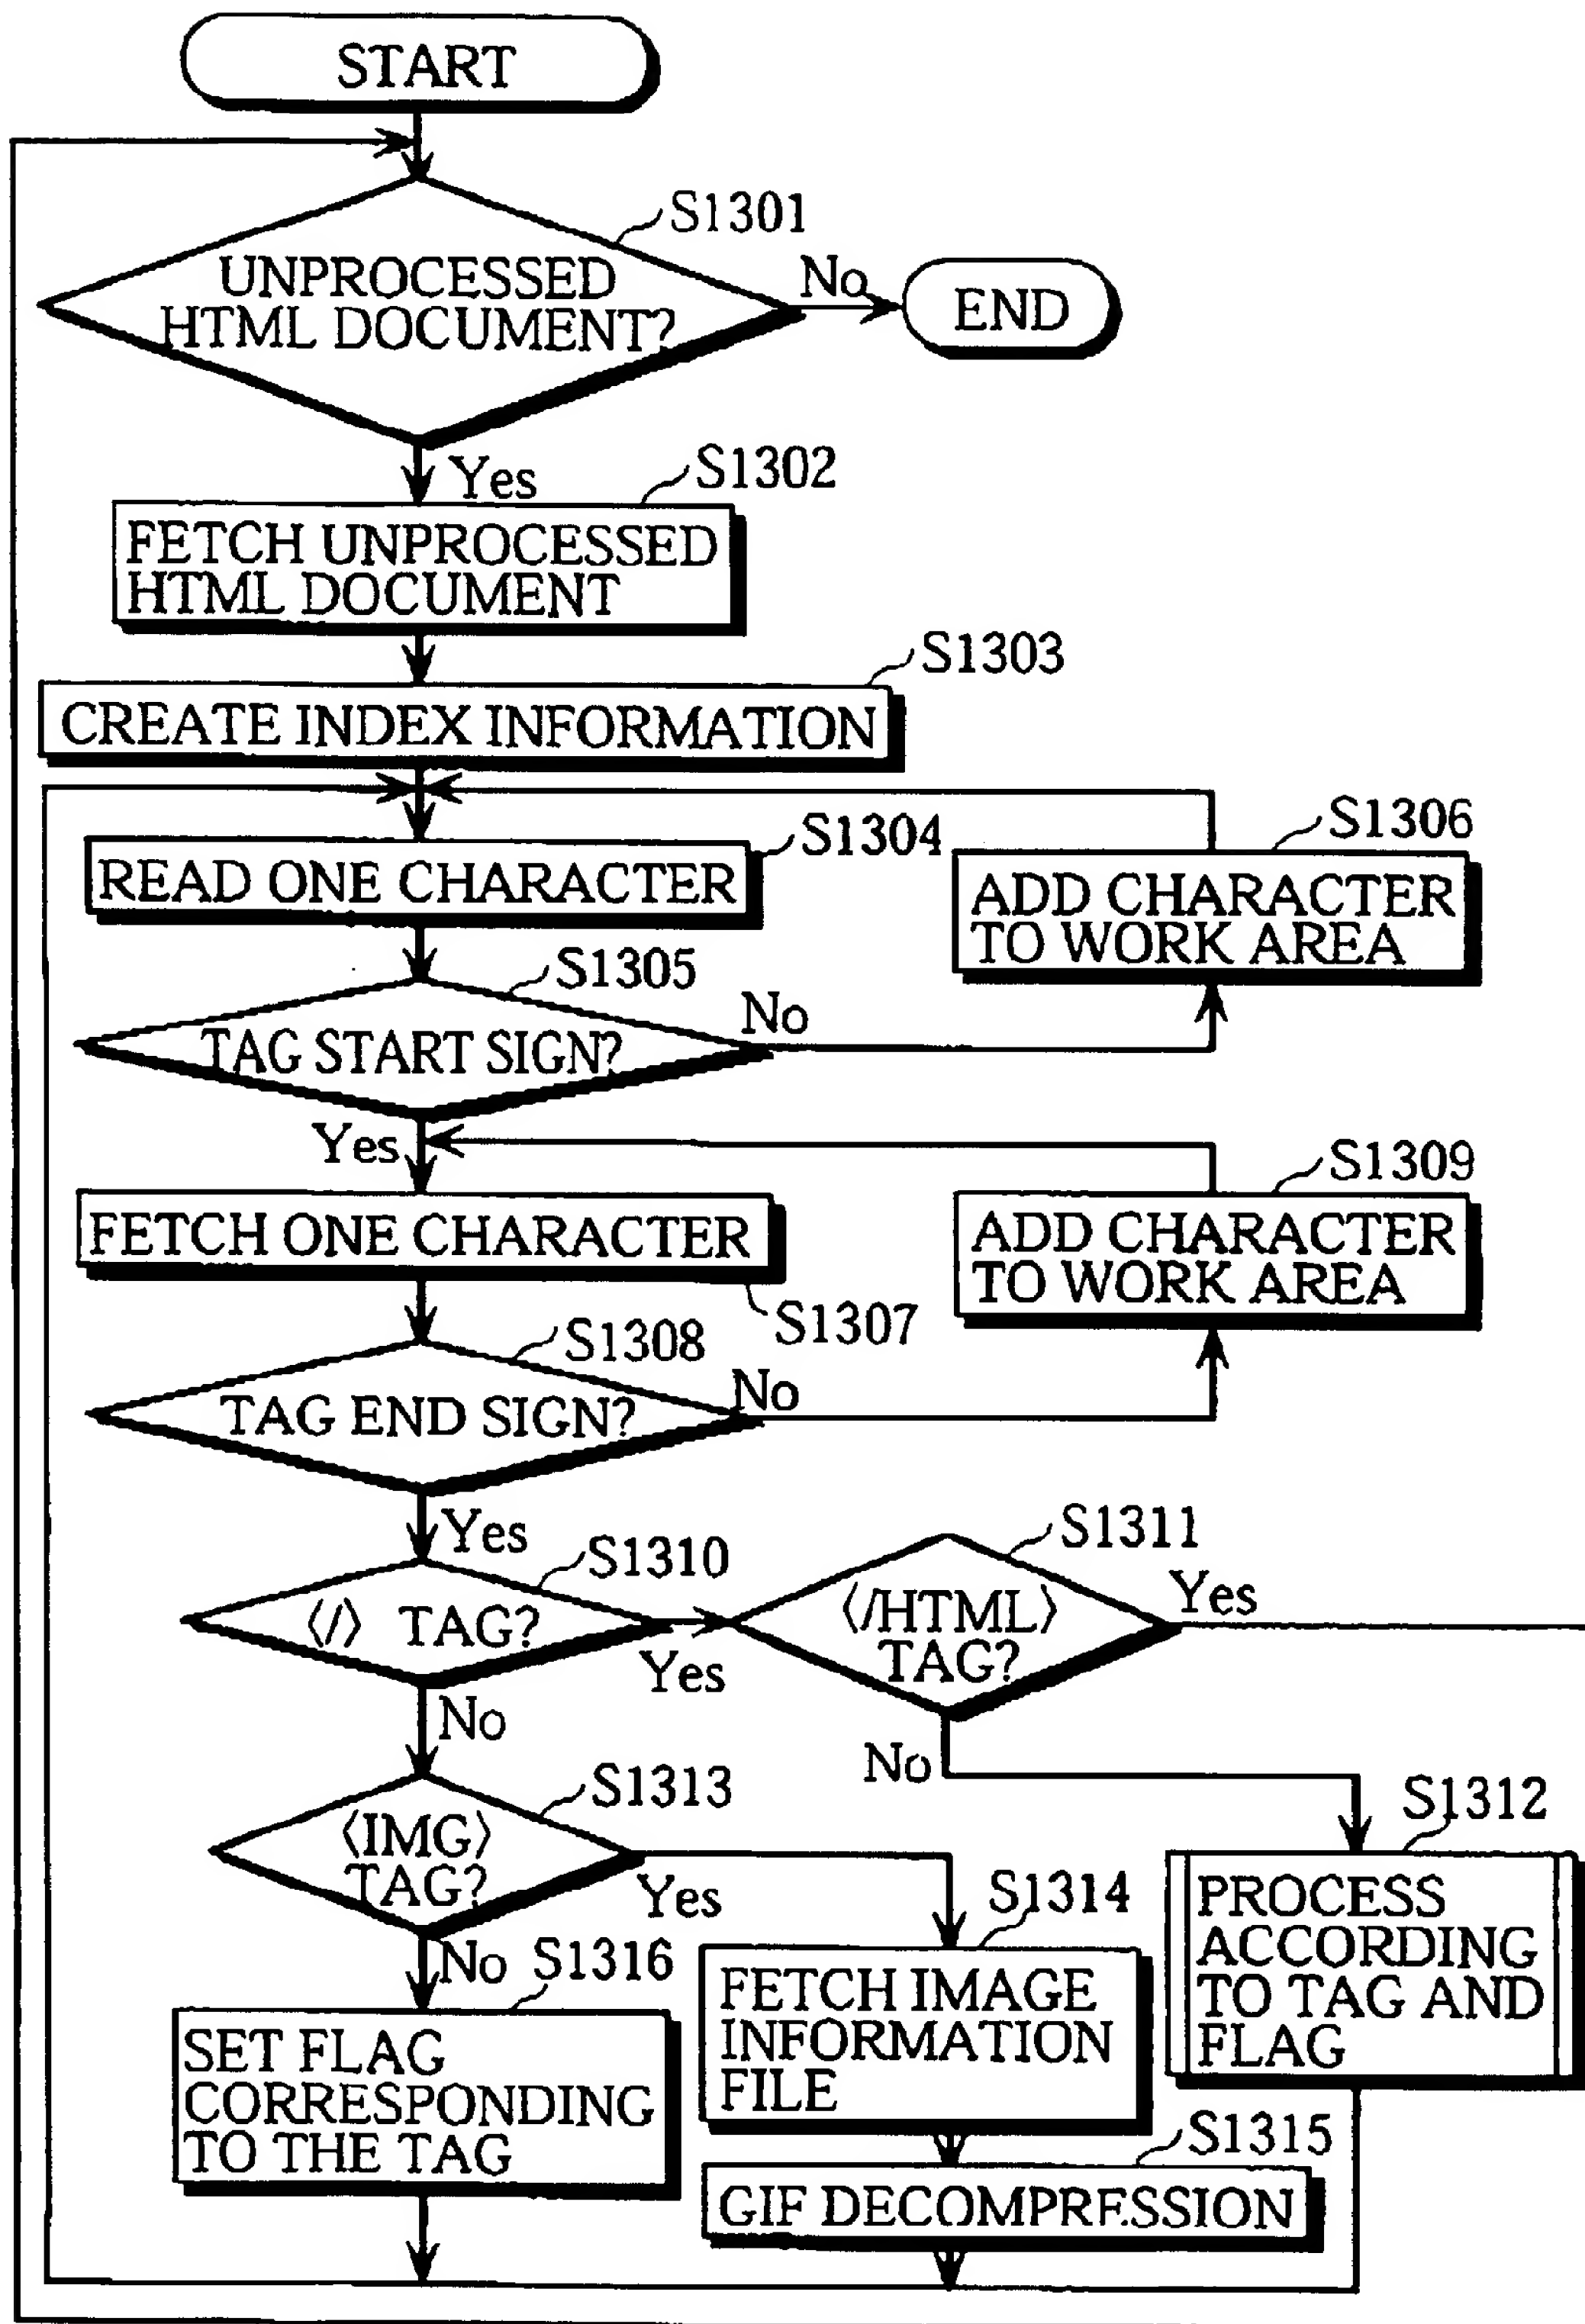 START
S1301
UNPROCESSED
HTML DOCUMENT?
No
END
Yes
S1302
FETCH UNPROCESSED
HTML DOCUMENT
S1303
CREATE INDEX INFORMATION
S1304
READ ONE CHARACTER
S1306
ADD CHARACTER
TO WORK AREA
S1305
TAG START SIGN?
No
Yes
S1309
FETCH ONE CHARACTER
ADD CHARACTER
TO WORK AREA
S1307
S1308
TAG END SIGN?
No
Yes
S1310
〈/〉 TAG?
Yes
S1311
〈/HTML〉
TAG?
Yes
No
No
S1313
〈IMG〉
TAG?
Yes
S1312
PROCESS
ACCORDING
TO TAG AND
FLAG
No
S1316
SET FLAG
CORRESPONDING
TO THE TAG
S1314
FETCH IMAGE
INFORMATION
FILE
S1315
GIF DECOMPRESSION